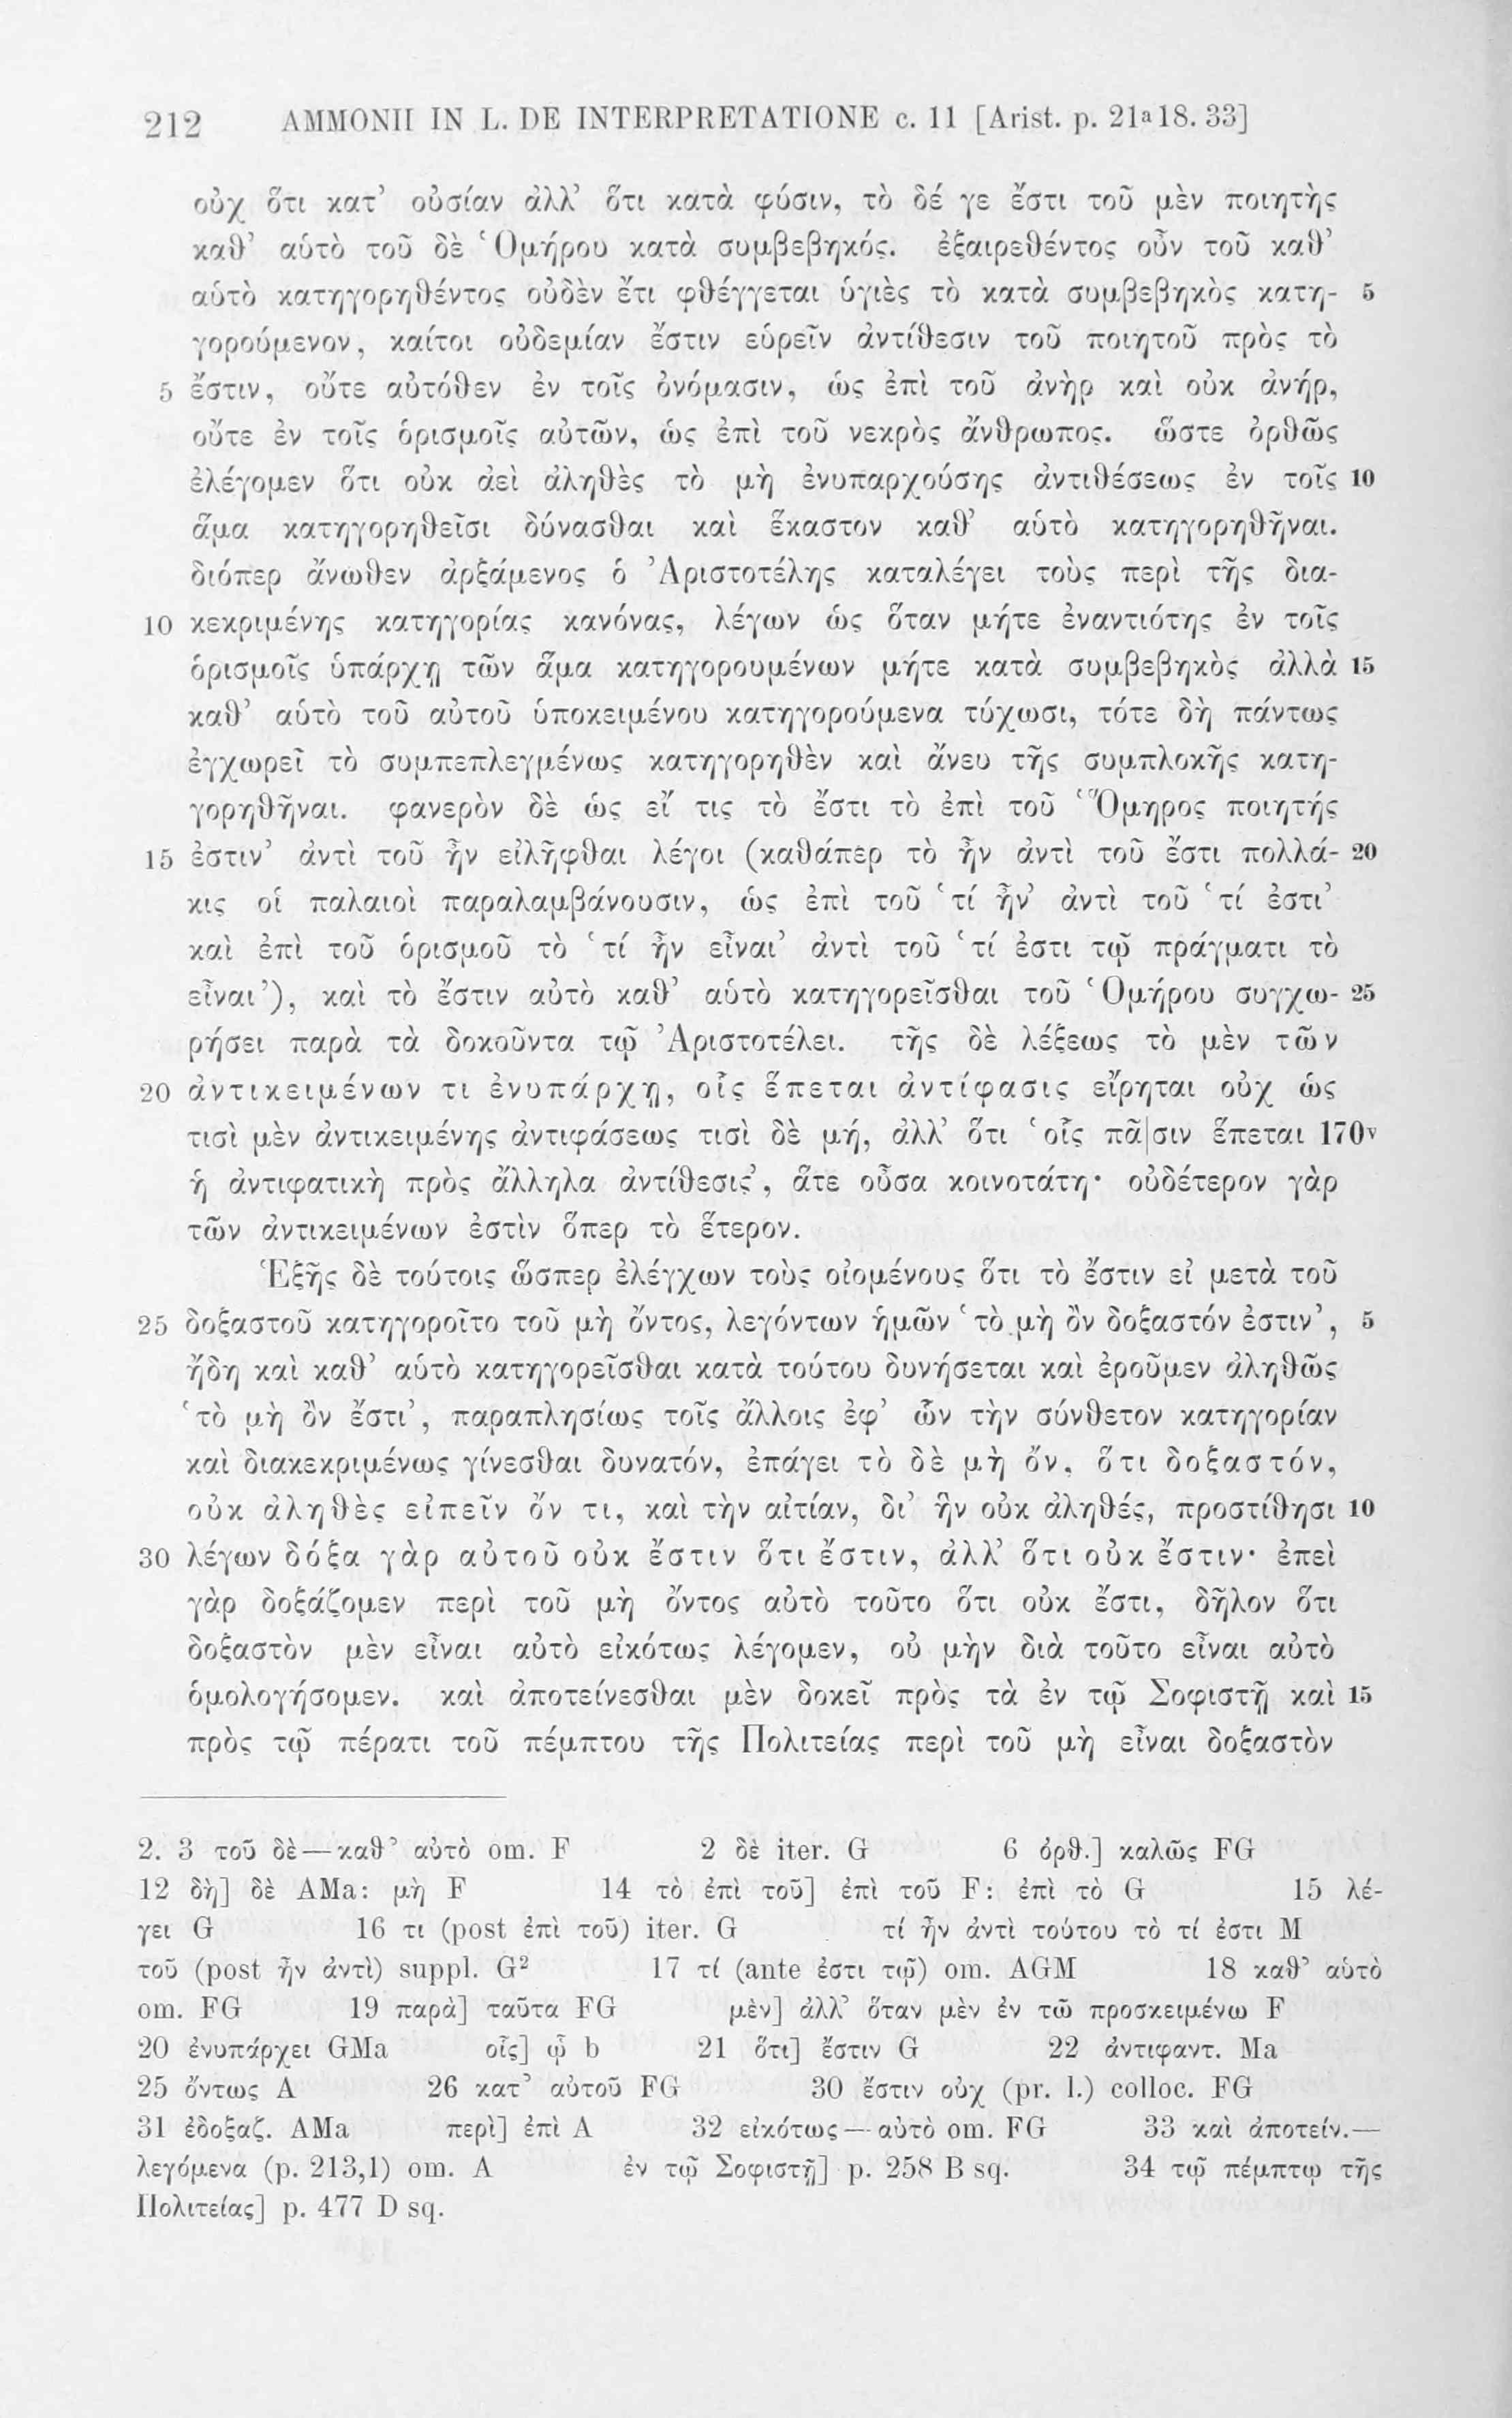 212 AMMONII IN L. DE INTERPRETATIONE c. 11 [Arist. p. 21a18. 33]
οὐχ ὅτι κατ’ οὐσίαν ἀλλ’ ὅτι κατὰ φύσιν, τὸ δέ γε ἔστι τοῦ μὲν ποιητὴς
καθ’ αὑτὸ τοῦ δὲ Ὁμήρου κατὰ συμβεβηκός. ἐξαιρεθέντος οὖν τοῦ καθ’
αὑτὸ κατηγορηθέντος οὐδὲν ἔτι φθέγγεται ὑγιὲς τὸ κατὰ συμβεβηκὸς κατη- 5
γορούμενον, καίτοι οὐδεμίαν ἔστιν εὑρεῖν ἀντίθεσιν τοῦ ποιητοῦ πρὸς τὸ
5 ἔστιν, οὔτε αὐτόθεν ἐν τοῖς ὀνόμασιν, ὡς ἐπὶ τοῦ ἀνὴρ καὶ οὐκ ἀνήρ,
οὔτε ἐν τοῖς ὁρισμοῖς αὐτῶν, ὡς ἐπὶ τοῦ νεκρὸς ἄνθρωπος. ὥστε ὀρθῶς
ἐλέγομεν ὅτι οὐκ ἀεὶ ἀληθὲς τὸ μὴ ἐνυπαρχούσης ἀντιθέσεως ἐν τοῖς 10
ἅμα κατηγορηθεῖσι δύνασθαι καὶ ἕκαστον καθ’ αὑτὸ κατηγορηθῆναι.
διόπερ ἄνωθεν ἀρξάμενος ὁ Ἀριστοτέλης καταλέγει τοὺς περὶ τῆς δια-
10 κεκριμένης κατηγορίας κανόνας, λέγων ὡς ὅταν μήτε ἐναντιότης ἐν τοῖς
ὁρισμοῖς ὑπάρχῃ τῶν ἅμα κατηγορουμένων μήτε κατὰ συμβεβηκὸς ἀλλὰ 15
καθ’ αὑτὸ τοῦ αὐτοῦ ὑποκειμένου κατηγορούμενα τύχωσι, τότε δὴ πάντως
ἐγχωρεῖ τὸ συμπεπλεγμένως κατηγορηθὲν καὶ ἄνευ τῆς συμπλοκῆς κατη-
γορηθῆναι. φανερὸν δὲ ὡς εἴ τις τὸ ἔστι τὸ ἐπὶ τοῦ ‘Ὅμηρος ποιητής
15 ἐστιν’ ἀντὶ τοῦ ἦν εἰλῆφθαι λέγοι (καθάπερ τὸ ἦν ἀντὶ τοῦ ἔστι πολλά- 20
κις οἱ παλαιοὶ παραλαμβάνουσιν, ὡς ἐπὶ τοῦ ‘τί ἦν’ ἀντὶ τοῦ ‘τί ἐστι’
καὶ ἐπὶ τοῦ ὁρισμοῦ τὸ ‘τί ἦν εἶναι’ ἀντὶ τοῦ ‘τί ἐστι τῷ πράγματι τὸ
εἶναι’), καὶ τὸ ἔστιν αὐτὸ καθ’ αὑτὸ κατηγορεῖσθαι τοῦ Ὁμήρου συγχω- 25
ρήσει παρὰ τὰ δοκοῦντα τῷ Ἀριστοτέλει. τῆς δὲ λέξεως τὸ μὲν τῶν
20 ἀντικειμένων τι ἐνυπάρχῃ, οἷς ἕπεται ἀντίφασις εἴρηται οὐχ ὡς
τισὶ μὲν ἀντικειμένης ἀντιφάσεως τισὶ δὲ μή, ἀλλ’ ὅτι ‘οἷς πᾶ|σιν ἕπεται 170v
ἡ ἀντιφατικὴ πρὸς ἄλληλα ἀντίθεσις’, ἅτε οὖσα κοινοτάτη· οὐδέτερον γὰρ
τῶν ἀντικειμένων ἐστὶν ὅπερ τὸ ἕτερον.
Ἑξῆς δὲ τούτοις ὥσπερ ἐλέγχων τοὺς οἰομένους ὅτι τὸ ἔστιν εἰ μετὰ τοῦ
25 δοξαστοῦ κατηγοροῖτο τοῦ μὴ ὄντος, λεγόντων ἡμῶν ‘τὸ μὴ ὂν δοξαστόν ἐστιν’, 5
ἤδη καὶ καθ’ αὑτὸ κατηγορεῖσθαι κατὰ τούτου δυνήσεται καὶ ἐροῦμεν ἀληθῶς
‘τὸ μὴ ὂν ἔστι’, παραπλησίως τοῖς ἄλλοις ἐφ’ ὧν τὴν σύνθετον κατηγορίαν
καὶ διακεκριμένως γίνεσθαι δυνατόν, ἐπάγει τὸ δὲ μὴ ὄν, ὅτι δοξαστόν,
οὐκ ἀληθὲς εἰπεῖν ὄν τι, καὶ τὴν αἰτίαν, δι’ ἣν οὐκ ἀληθές, προστίθησι 10
30 λέγων δόξα γὰρ αὐτοῦ οὐκ ἔστιν ὅτι ἔστιν, ἀλλ’ ὅτι οὐκ ἔστιν· ἐπεὶ
γὰρ δοξάζομεν περὶ τοῦ μὴ ὄντος αὐτὸ τοῦτο ὅτι οὐκ ἔστι, δῆλον ὅτι
δοξαστὸν μὲν εἶναι αὐτὸ εἰκότως λέγομεν, οὐ μὴν διὰ τοῦτο εἶναι αὐτὸ
ὁμολογήσομεν. καὶ ἀποτείνεσθαι μὲν δοκεῖ πρὸς τὰ ἐν τῷ Σοφιστῇ καὶ 15
πρὸς τῷ πέρατι τοῦ πέμπτου τῆς Πολιτείας περὶ τοῦ μὴ εἶναι δοξαστὸν
2. 3 τοῦ δὲ—καθ’ αὑτὸ om. F 2 δὲ iter. G 6 ὀρθ.] καλῶς FG
12 δὴ] δὲ AMa: μὴ F 14 τὸ ἐπὶ τοῦ] ἐπὶ τοῦ F: ἐπὶ τὸ G 15 λέ-
γει G 16 τι (post ἐπὶ τοῦ) iter. G τί ἦν ἀντὶ τούτου τὸ τί ἐστι M
τοῦ (post ἦν ἀντὶ) suppl. G² 17 τί (ante ἐστι τῷ) om. AGM 18 καθ’ αὑτὸ
om. FG 19 παρὰ] ταῦτα FG μὲν] ἀλλ’ ὅταν μὲν ἐν τῶ προσκειμένω F
20 ἐνυπάρχει GMa οἷς] ᾧ b 21 ὅτι] ἔστιν G 22 ἀντιφαντ. Ma
25 ὄντως A 26 κατ’ αὐτοῦ FG 30 ἔστιν οὐχ (pr. l.) colloc. FG
31 ἐδοξαζ. AMa περὶ] ἐπὶ A 32 εἰκότως—αὐτὸ om. FG 33 καὶ ἀποτείν.—
λεγόμενα (p. 213,1) om. A ἐν τῷ Σοφιστῇ] p. 258 B sq. 34 τῷ πέμπτῳ τῆς
Πολιτείας] p. 477 D sq.